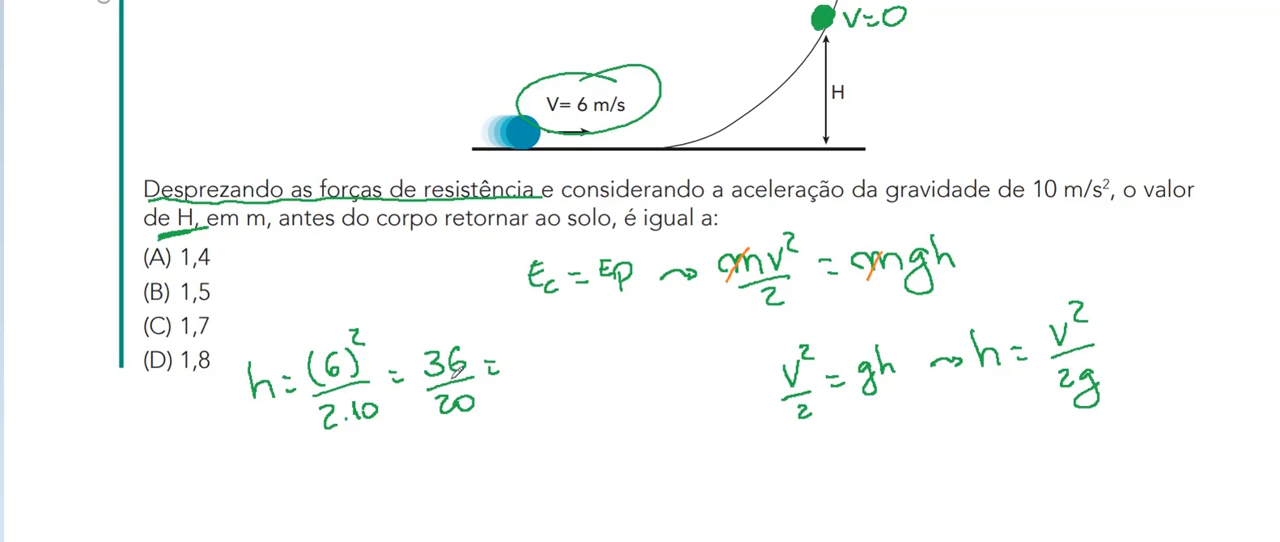 V=0
V= 6 m/s
H
Desprezando as forças de resistência e considerando a aceleração da gravidade de 10 m/s², o valor
de H, em m, antes do corpo retornar ao solo, é igual a:
(A) 1,4
(B) 1,5
(C) 1,7
(D) 1,8
Ec = Ep ⇝ mv²/2 = mgh
v²/2 = gh ⇝ h = v²/2g
h = (6)²/2.10 = 36/20 =